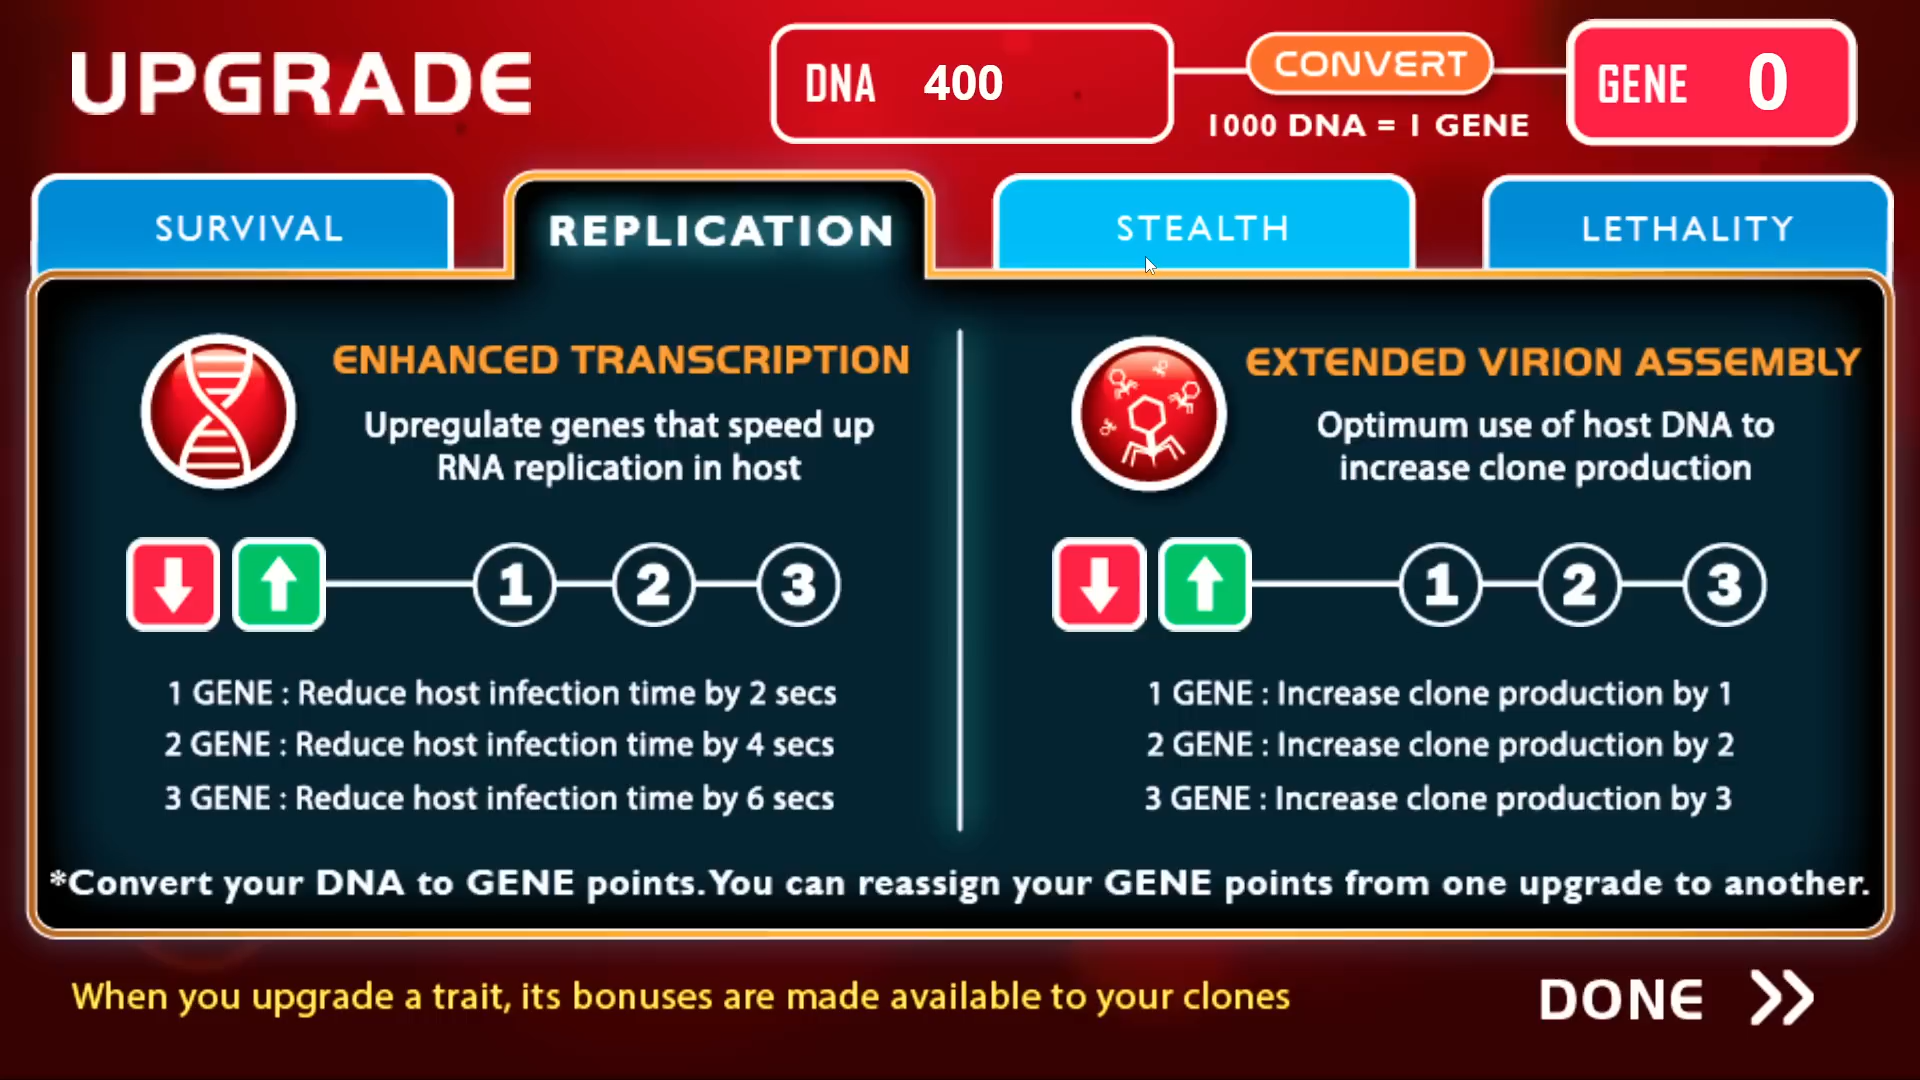 UPGRADE
DNA 400
CONVERT
1000 DNA = 1 GENE
GENE 0
SURVIVAL
REPLICATION
STEALTH
LETHALITY
ENHANCED TRANSCRIPTION
Upregulate genes that speed up
RNA replication in host
1 2 3
1 GENE : Reduce host infection time by 2 secs
2 GENE : Reduce host infection time by 4 secs
3 GENE : Reduce host infection time by 6 secs
EXTENDED VIRION ASSEMBLY
Optimum use of host DNA to
increase clone production
1 2 3
1 GENE : Increase clone production by 1
2 GENE : Increase clone production by 2
3 GENE : Increase clone production by 3
*Convert your DNA to GENE points.You can reassign your GENE points from one upgrade to another.
When you upgrade a trait, its bonuses are made available to your clones
DONE